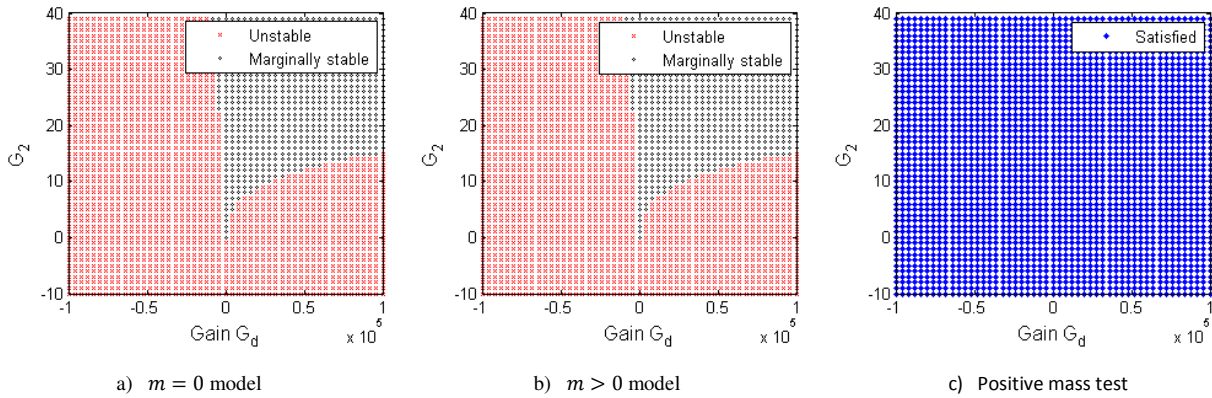 40
30
20
10
0
-10
G2
Unstable
Marginally stable
-1
-0.5
0
0.5
1
Gain Gd
x 10^5
a) m = 0 model
40
30
20
10
0
-10
G2
Unstable
Marginally stable
-1
-0.5
0
0.5
1
Gain Gd
x 10^5
b) m > 0 model
40
30
20
10
0
-10
G2
Satisfied
-1
-0.5
0
0.5
1
Gain Gd
x 10^5
c) Positive mass test